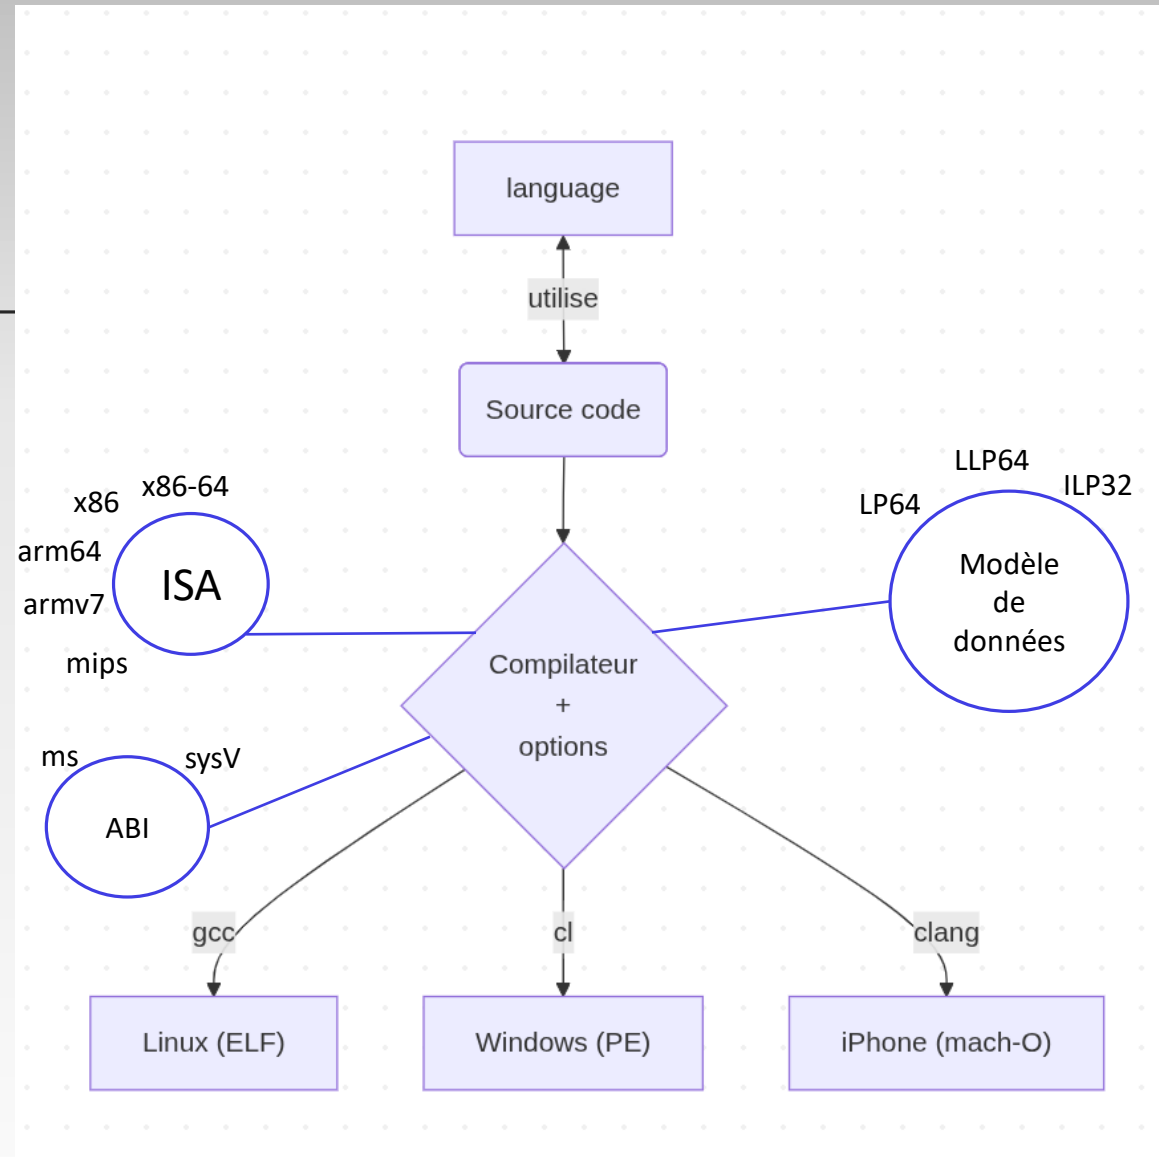 language
utilise
Source code
LLP64
ILP32
LP64
x86-64
x86
arm64
armv7
mips
ISA
Modèle
de
données
Compilateur
+
options
ms
sysV
ABI
gcc
cl
clang
Linux (ELF)
Windows (PE)
iPhone (mach-O)